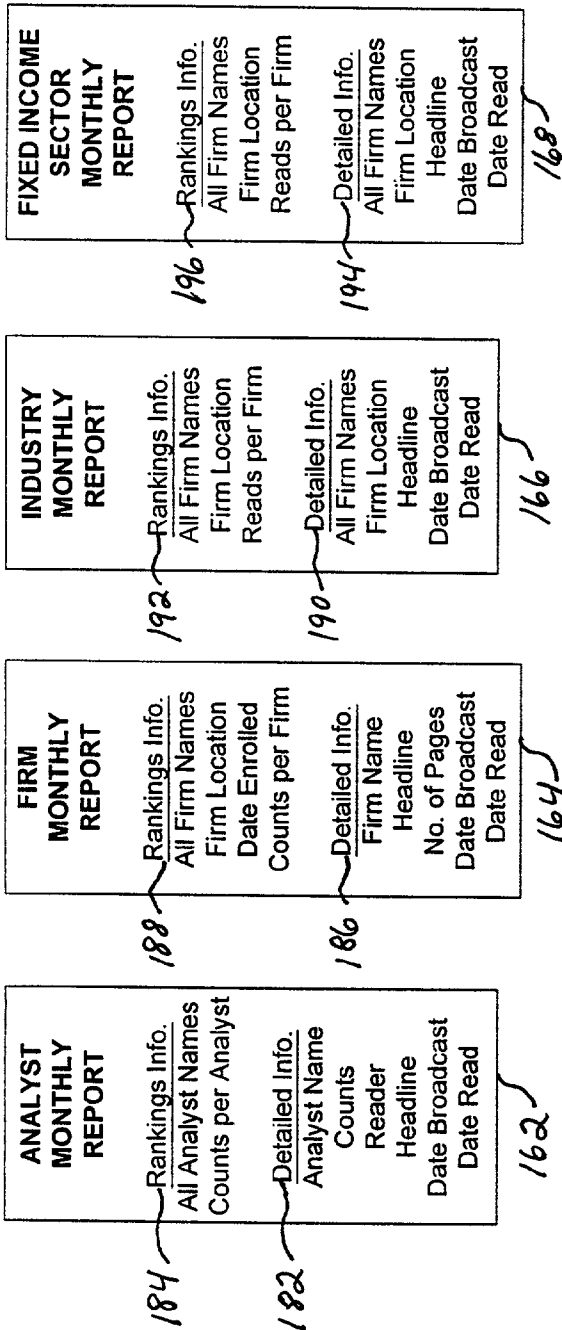 ANALYST
MONTHLY
REPORT
184
Rankings Info.
All Analyst Names
Counts per Analyst
182
Detailed Info.
Analyst Name
Counts
Reader
Headline
Date Broadcast
Date Read
162
FIRM
MONTHLY
REPORT
188
Rankings Info.
All Firm Names
Firm Location
Date Enrolled
Counts per Firm
186
Detailed Info.
Firm Name
Headline
No. of Pages
Date Broadcast
Date Read
164
INDUSTRY
MONTHLY
REPORT
192
Rankings Info.
All Firm Names
Firm Location
Reads per Firm
190
Detailed Info.
All Firm Names
Firm Location
Headline
Date Broadcast
Date Read
166
FIXED INCOME
SECTOR
MONTHLY
REPORT
196
Rankings Info.
All Firm Names
Firm Location
Reads per Firm
194
Detailed Info.
All Firm Names
Firm Location
Headline
Date Broadcast
Date Read
168